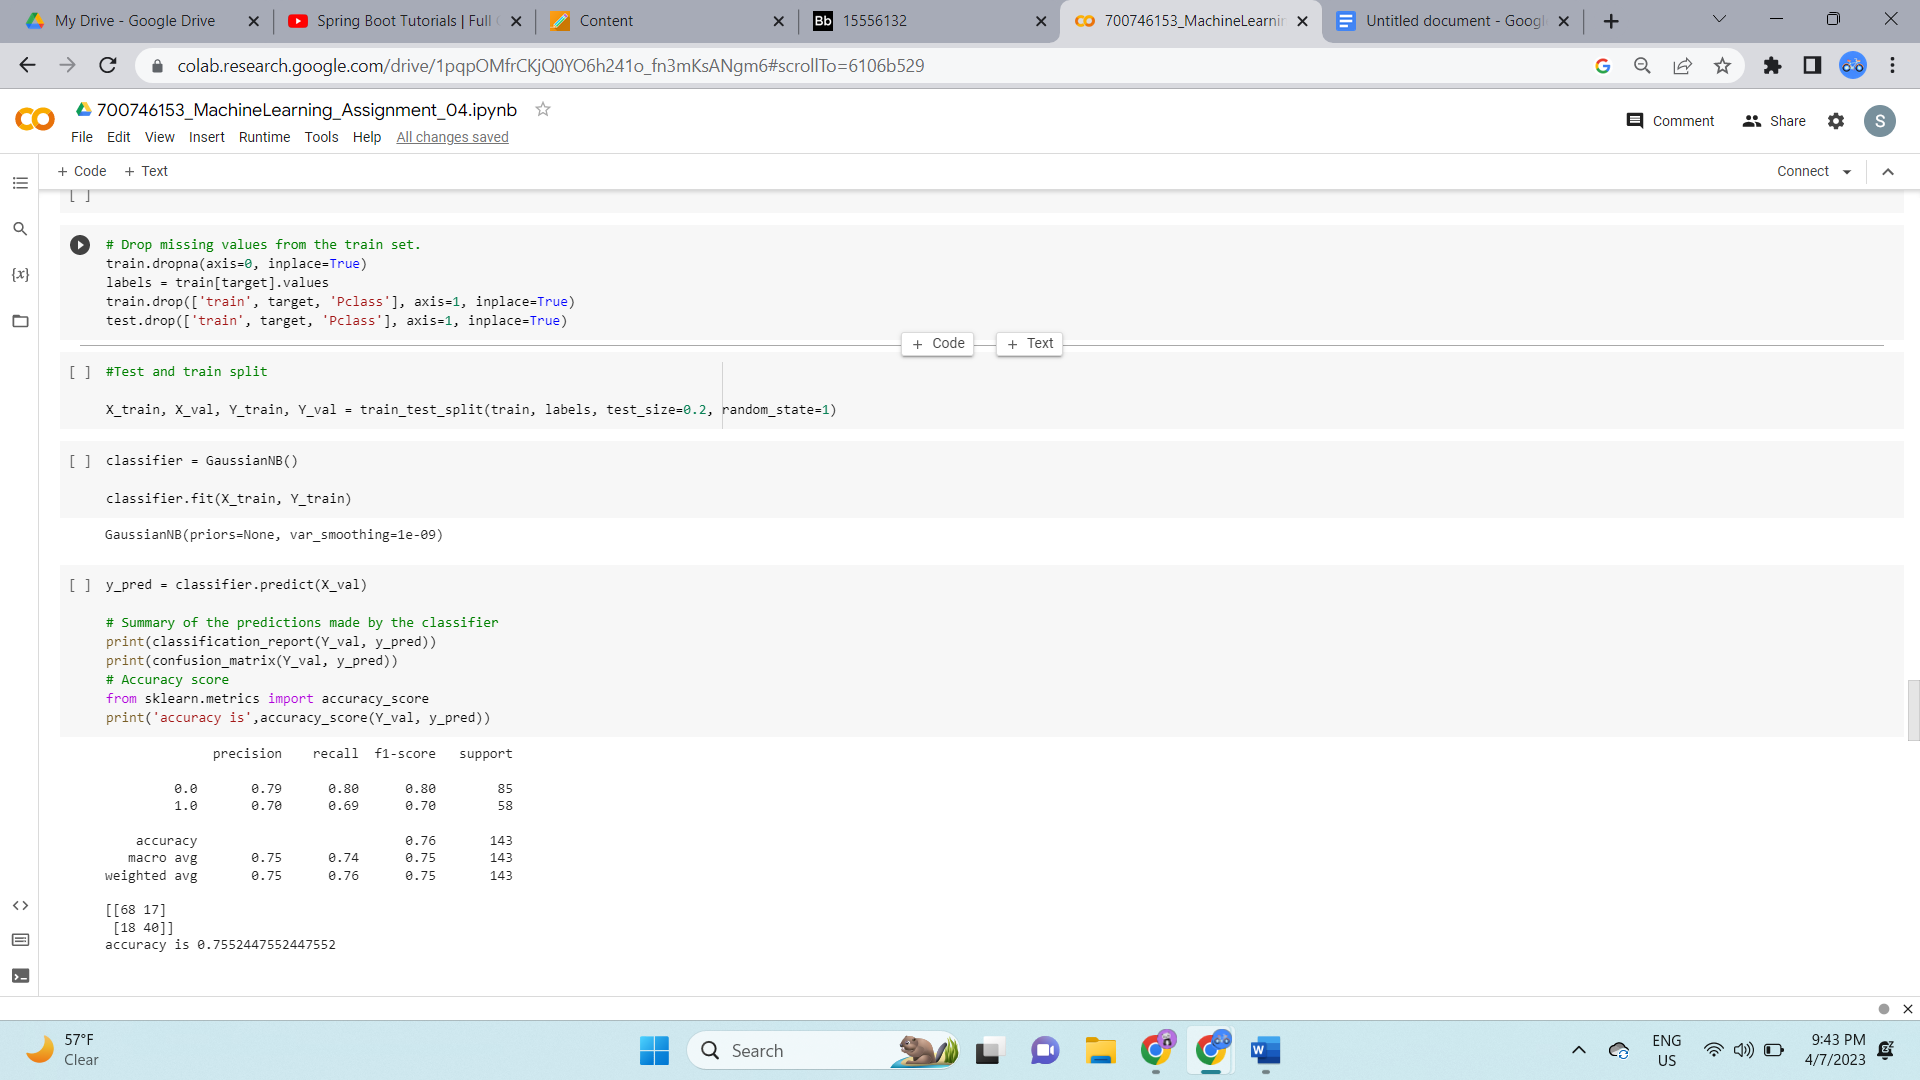 My Drive - Google Drive
Spring Boot Tutorials | Full
Content
Bb 15556132
700746153_MachineLearnin
Untitled document - Googl
colab.research.google.com/drive/1pqpOMfrCKjQ0YO6h241o_fn3mKsANgm6#scrollTo=6106b529
700746153_MachineLearning_Assignment_04.ipynb
Comment
Share
S
File Edit View Insert Runtime Tools Help All changes saved
+ Code + Text
Connect
[ ]
{x}
# Drop missing values from the train set.
train.dropna(axis=0, inplace=True)
labels = train[target].values
train.drop(['train', target, 'Pclass'], axis=1, inplace=True)
test.drop(['train', target, 'Pclass'], axis=1, inplace=True)
+ Code + Text
[ ] #Test and train split
X_train, X_val, Y_train, Y_val = train_test_split(train, labels, test_size=0.2, random_state=1)
[ ] classifier = GaussianNB()
classifier.fit(X_train, Y_train)
GaussianNB(priors=None, var_smoothing=1e-09)
[ ] y_pred = classifier.predict(X_val)
# Summary of the predictions made by the classifier
print(classification_report(Y_val, y_pred))
print(confusion_matrix(Y_val, y_pred))
# Accuracy score
from sklearn.metrics import accuracy_score
print('accuracy is',accuracy_score(Y_val, y_pred))
precision recall f1-score support
0.0 0.79 0.80 0.80 85
1.0 0.70 0.69 0.70 58
accuracy 0.76 143
macro avg 0.75 0.74 0.75 143
weighted avg 0.75 0.76 0.75 143
[[68 17]
[18 40]]
accuracy is 0.7552447552447552
57°F
Clear
Search
ENG
US
9:43 PM
4/7/2023